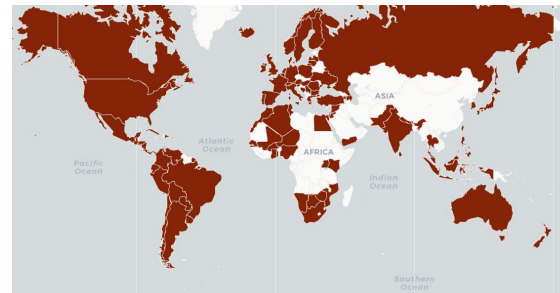 ASIA
Atlantic
Ocean
AFRICA
Pacific
Ocean
Indian
Ocean
Southern
Ocean